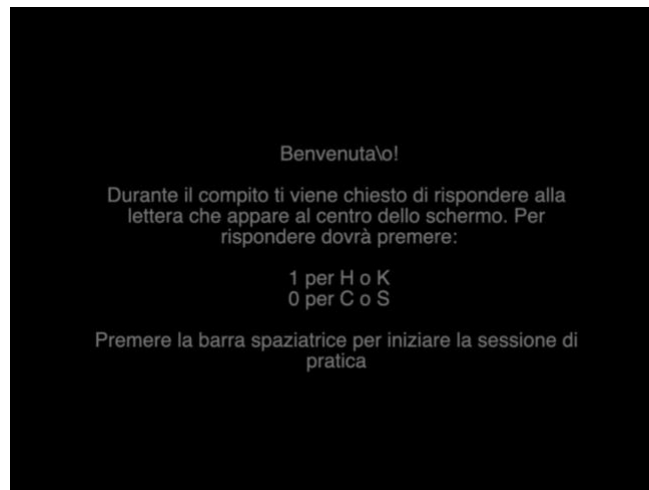 Benvenuta\o!
Durante il compito ti viene chiesto di rispondere alla
lettera che appare al centro dello schermo. Per
rispondere dovrà premere:
1 per H o K
0 per C o S
Premere la barra spaziatrice per iniziare la sessione di
pratica